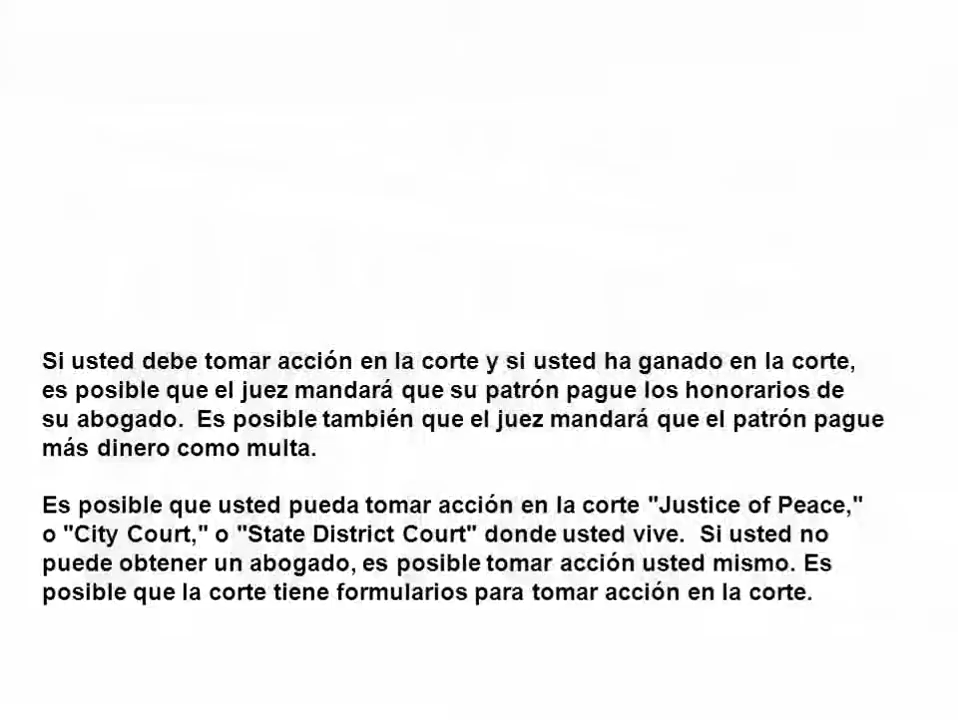 Si usted debe tomar acción en la corte y si usted ha ganado en la corte,
es posible que el juez mandará que su patrón pague los honorarios de
su abogado.  Es posible también que el juez mandará que el patrón pague
más dinero como multa.
Es posible que usted pueda tomar acción en la corte "Justice of Peace,"
o "City Court," o "State District Court" donde usted vive.  Si usted no
puede obtener un abogado, es posible tomar acción usted mismo. Es
posible que la corte tiene formularios para tomar acción en la corte.